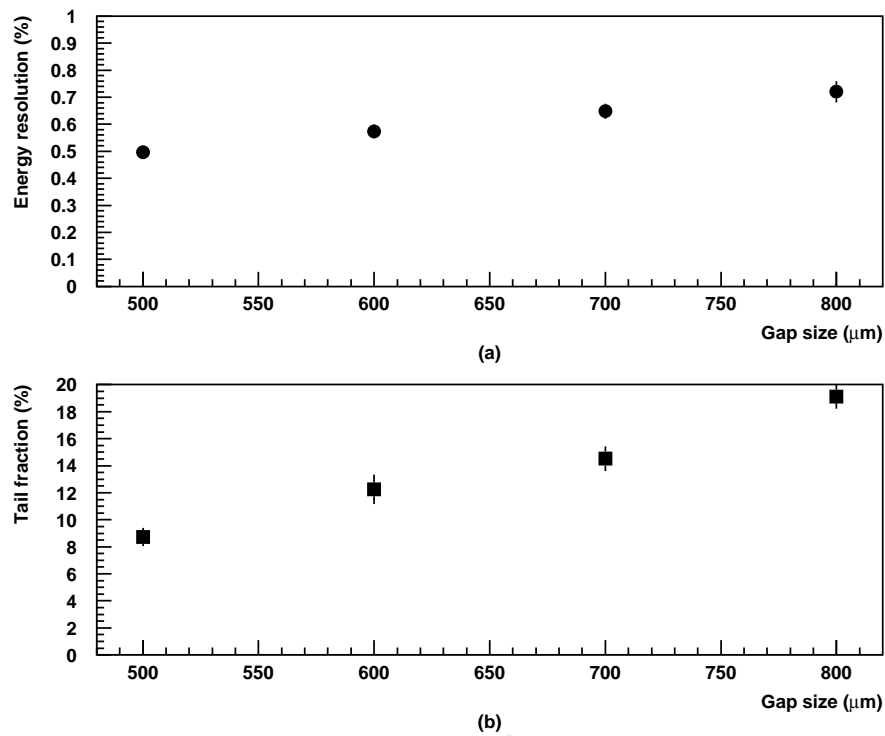 Energy resolution (%)
1
0.9
0.8
0.7
0.6
0.5
0.4
0.3
0.2
0.1
0
500 550 600 650 700 750 800
Gap size (μm)
(a)
Tail fraction (%)
20
18
16
14
12
10
8
6
4
2
0
500 550 600 650 700 750 800
Gap size (μm)
(b)